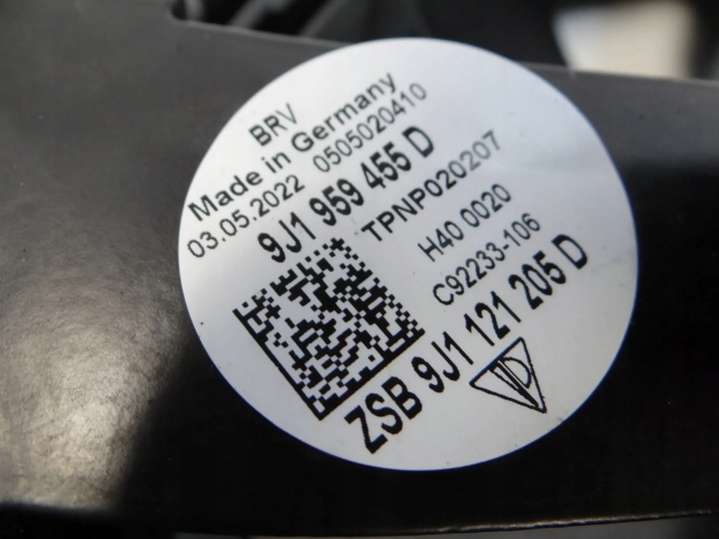 BRV
Made in Germany
03.05.2022 0505020410
9J1 959 455 D
TPNP020207
H40 0020
C92233-106
ZSB 9J1 121 205 D